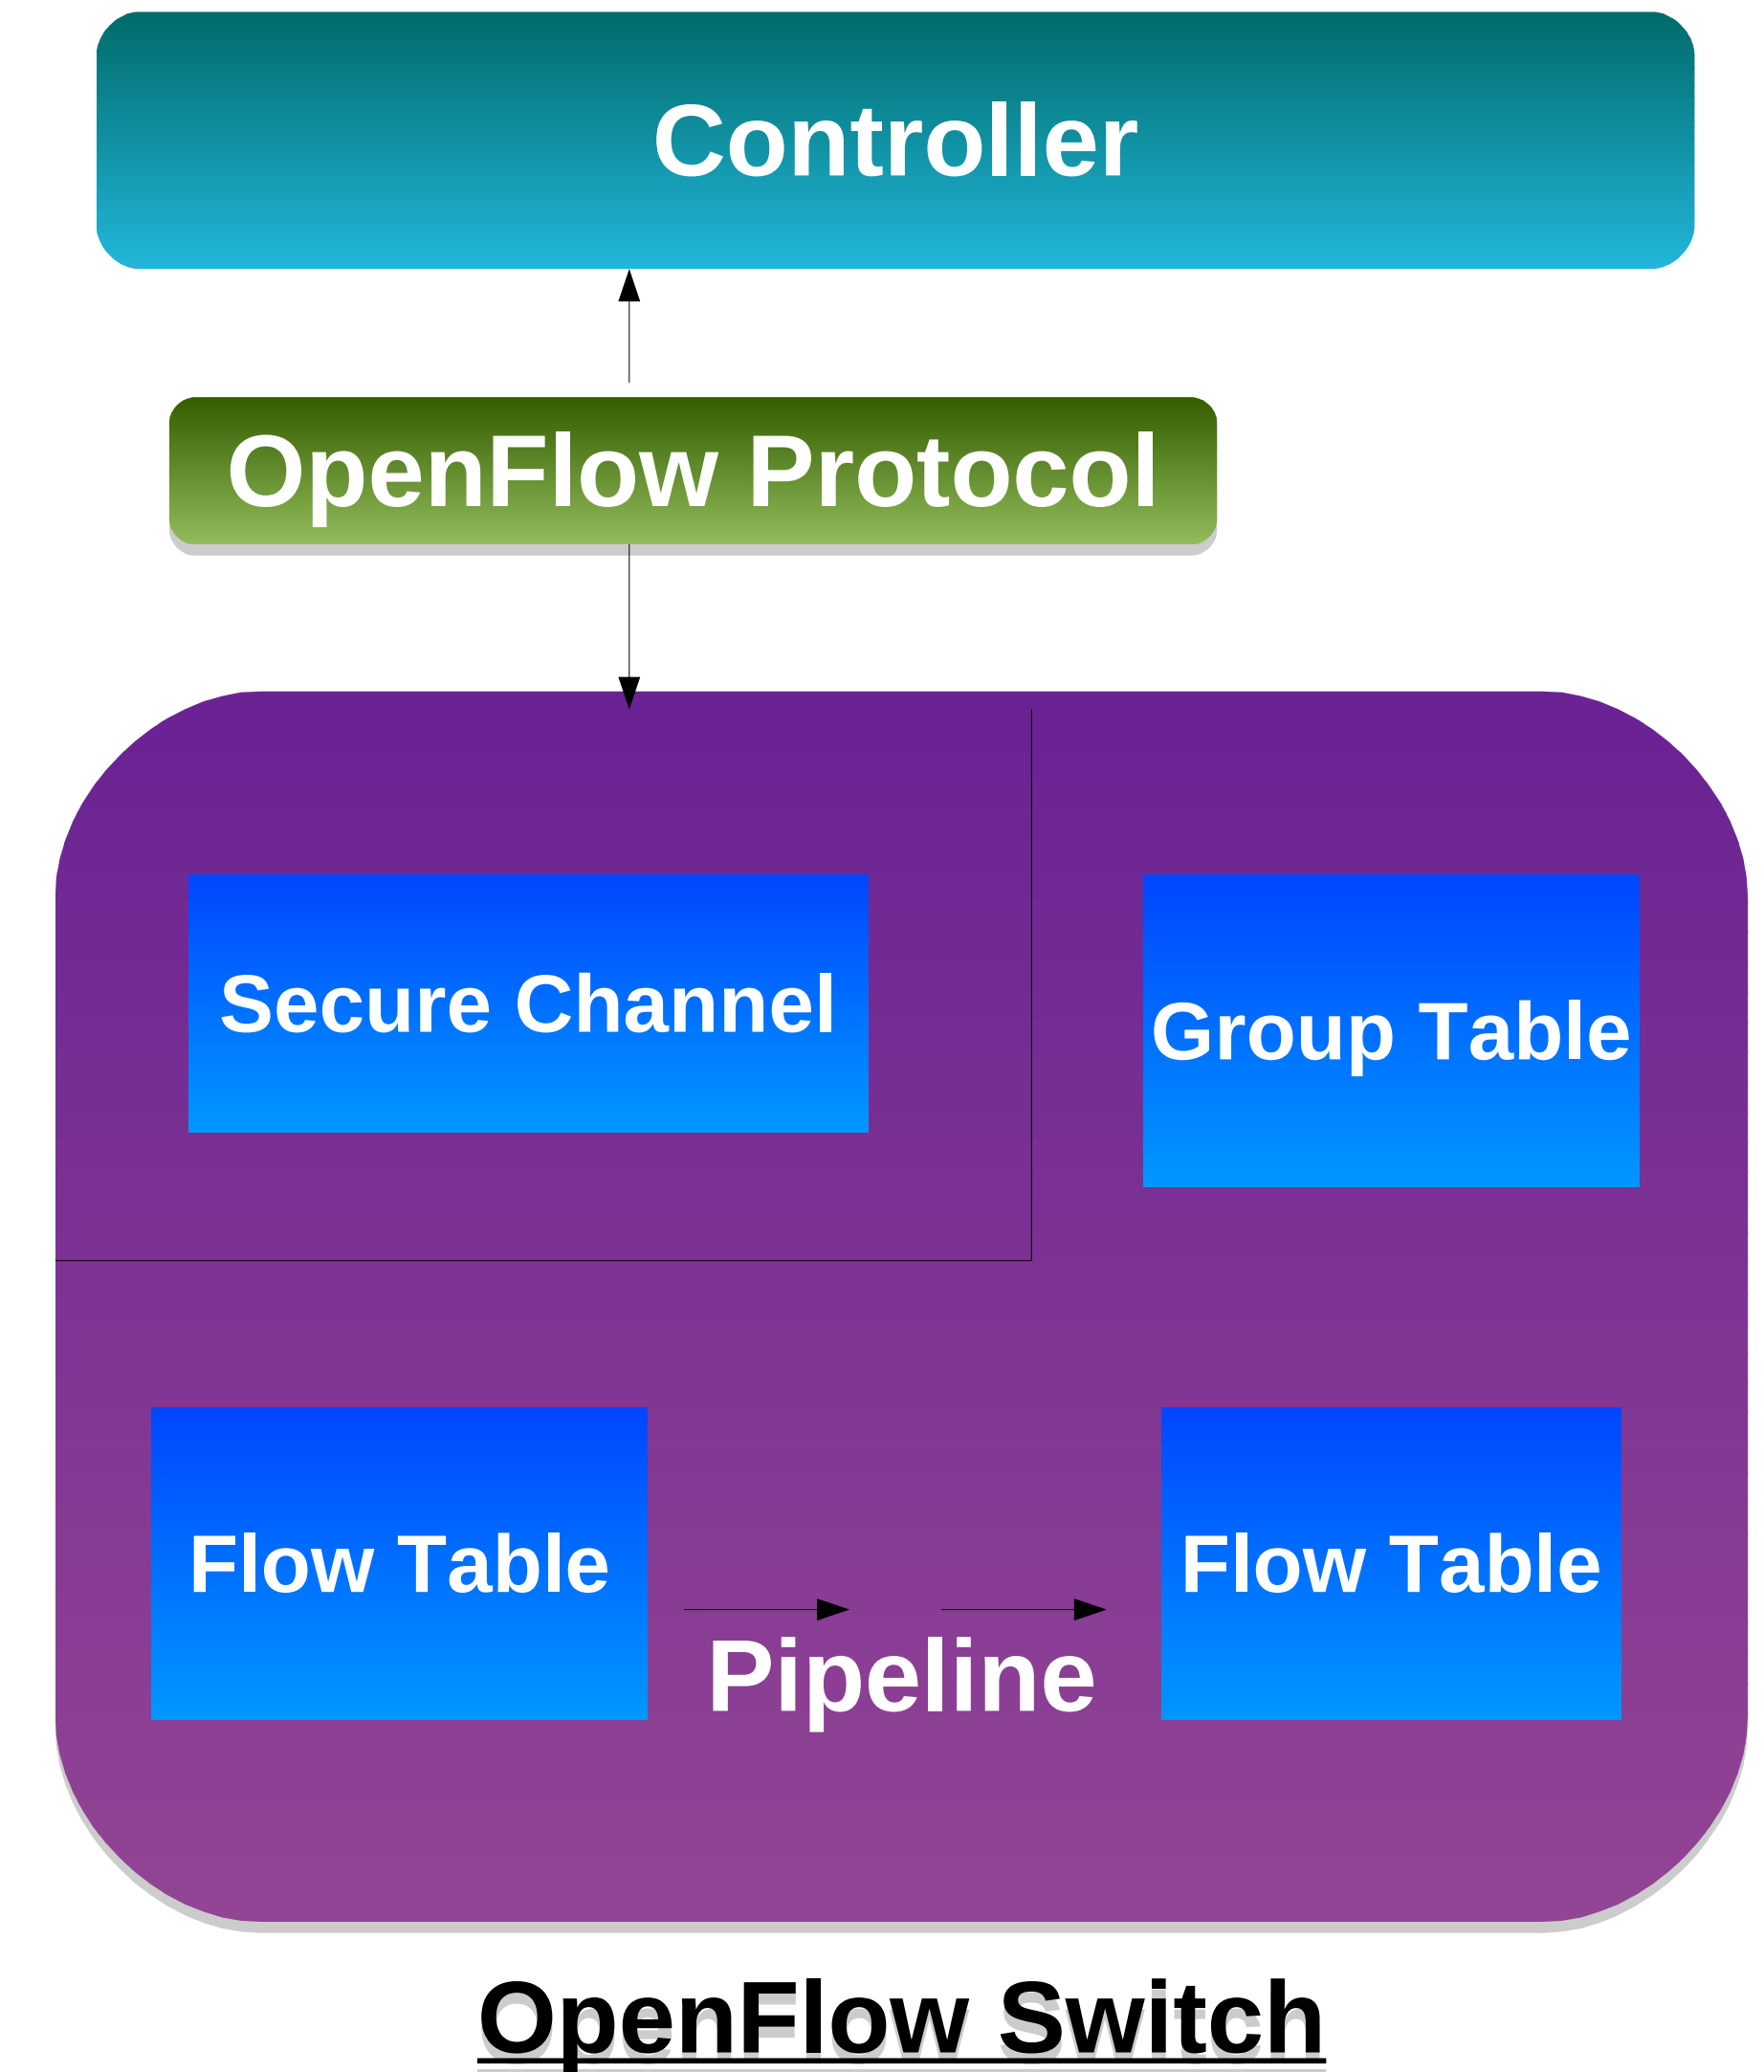 Controller
OpenFlow Protocol
Secure Channel
Group Table
Flow Table
Flow Table
Pipeline
OpenFlow Switch